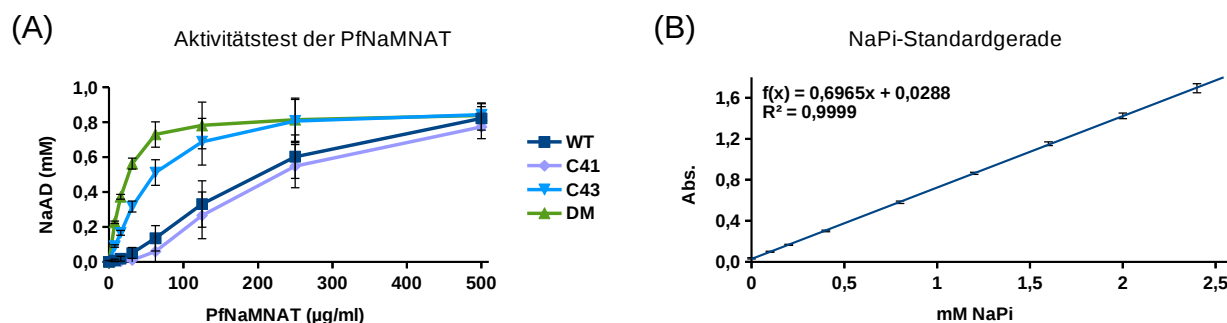 (A)
Aktivitätstest der PfNaMNAT
NaAD (mM)
1,0
0,8
0,6
0,4
0,2
0,0
0 100 200 300 400 500
PfNaMNAT (µg/ml)
WT
C41
C43
DM
(B)
NaPi-Standardgerade
f(x) = 0,6965x + 0,0288
R² = 0,9999
Abs.
1,6
1,2
0,8
0,4
0,0
0 0,5 1 1,5 2 2,5
mM NaPi